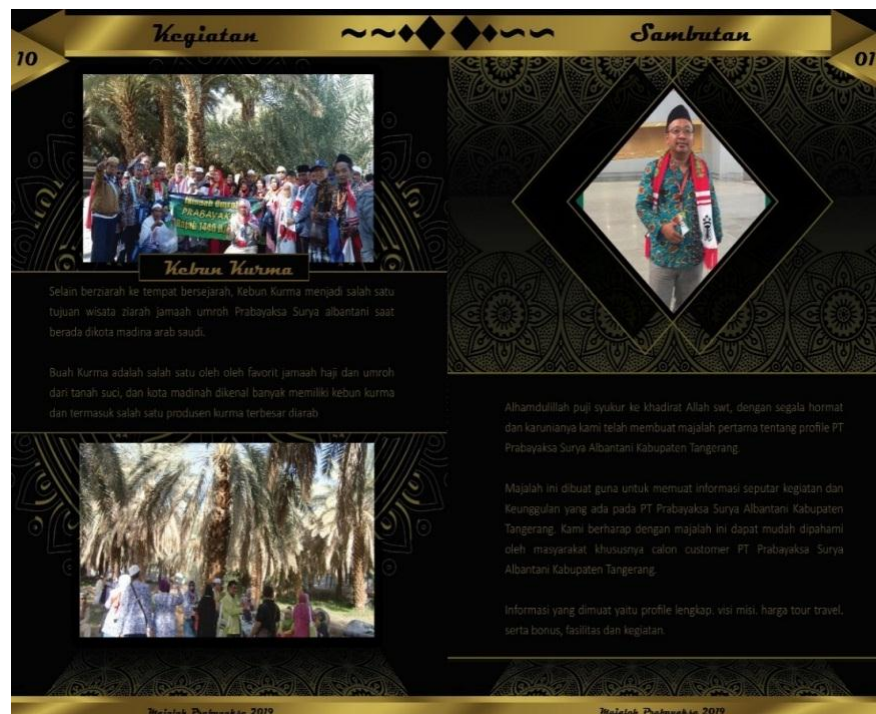 Kegiatan
10
Jamaah Umrah
PRABAYAK
Kebun Kurma
Selain berziarah ke tempat bersejarah, Kebun Kurma menjadi salah satu
tujuan wisata ziarah jamaah umroh Prabayaksa Surya albantani saat
berada dikota madina arab saudi.
Buah Kurma adalah salah satu oleh oleh favorit jamaah haji dan umroh
dari tanah suci, dan kota madinah dikenal banyak memiliki kebun kurma
dan termasuk salah satu produsen kurma terbesar diarab
Majalah Prabayaksa 2019
Sambutan
01
Alhamdulillah puji syukur ke khadirat Allah swt, dengan segala hormat
dan karunianya kami telah membuat majalah pertama tentang profile PT
Prabayaksa Surya Albantani Kabupaten Tangerang.
Majalah ini dibuat guna untuk memuat informasi seputar kegiatan dan
Keunggulan yang ada pada PT Prabayaksa Surya Albantani Kabupaten
Tangerang. Kami berharap dengan majalah ini dapat mudah dipahami
oleh masyarakat khususnya calon customer PT Prabayaksa Surya
Albantani Kabupaten Tangerang.
Informasi yang dimuat yaitu profile lengkap, visi misi, harga tour travel,
serta bonus, fasilitas dan kegiatan.
Majalah Prabayaksa 2019